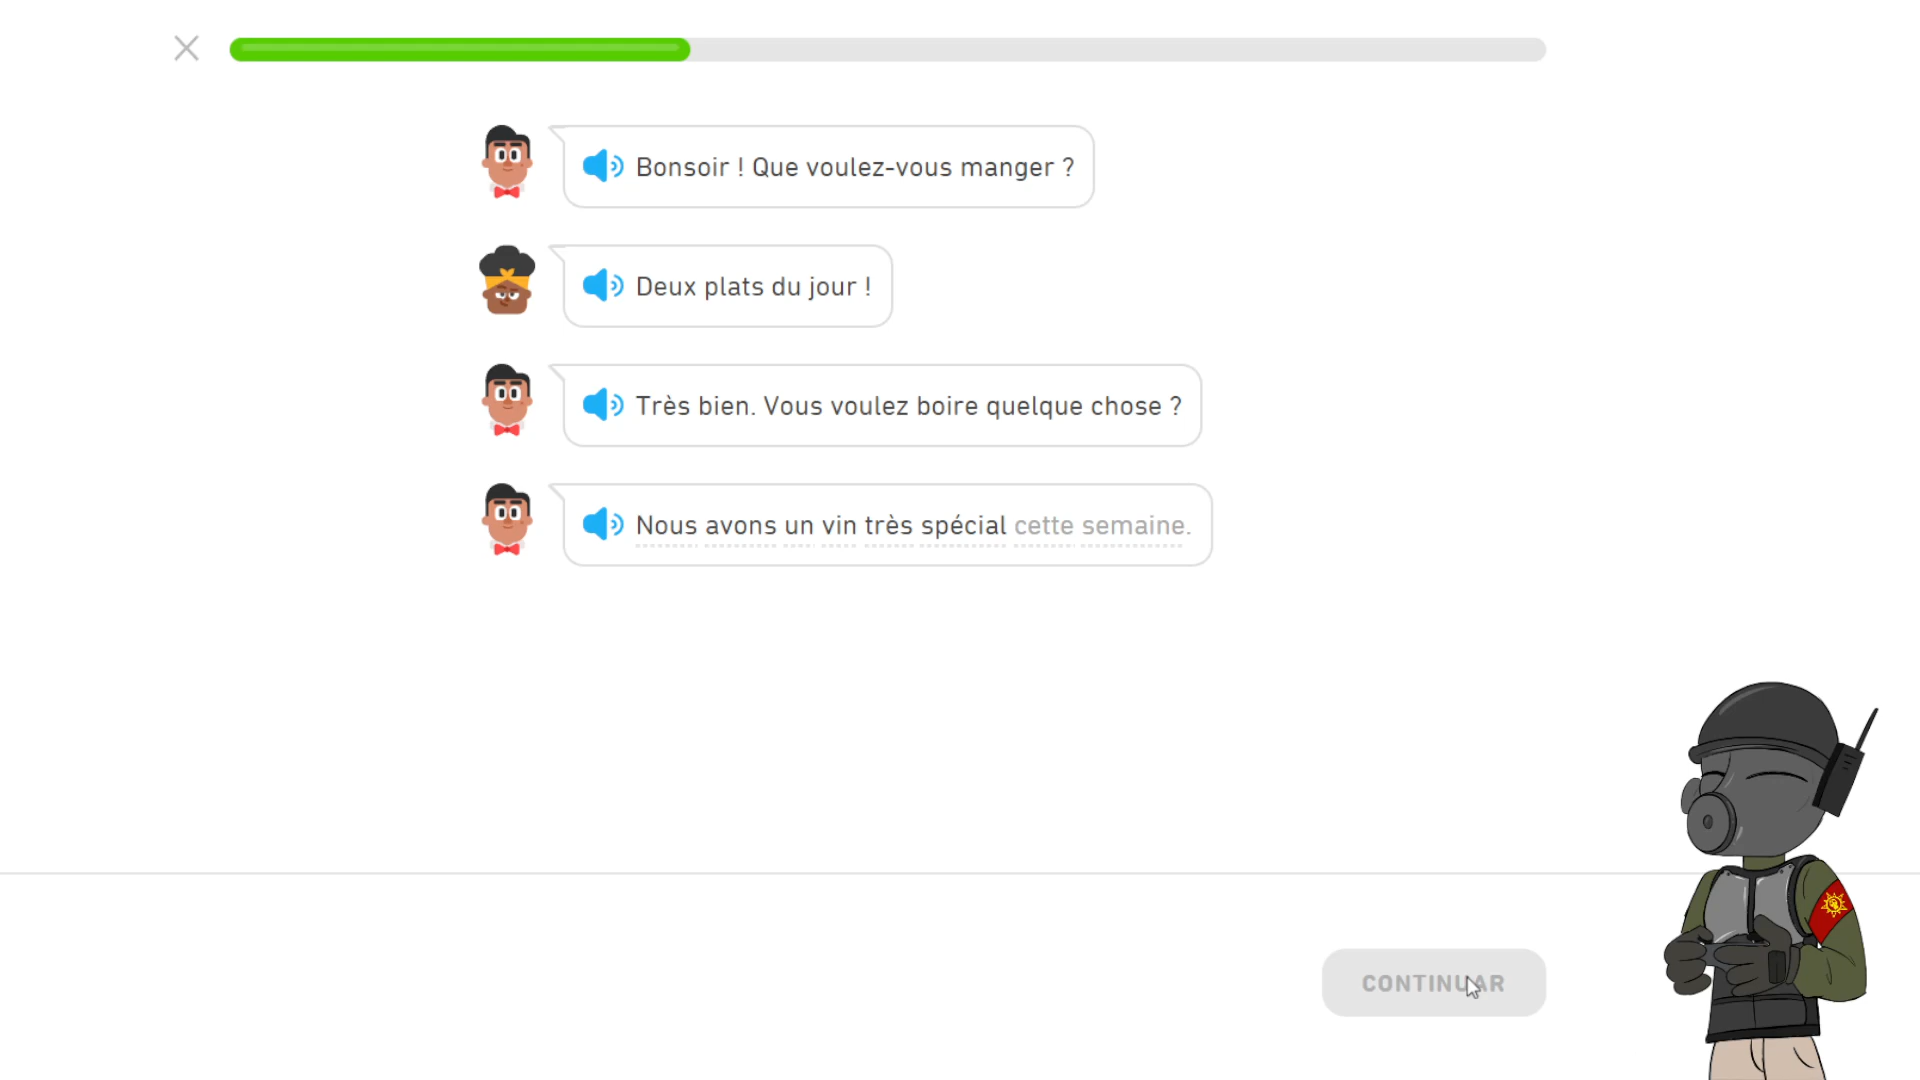 Bonsoir ! Que voulez-vous manger ?
Deux plats du jour !
Très bien. Vous voulez boire quelque chose ?
Nous avons un vin très spécial cette semaine.
CONTINUAR